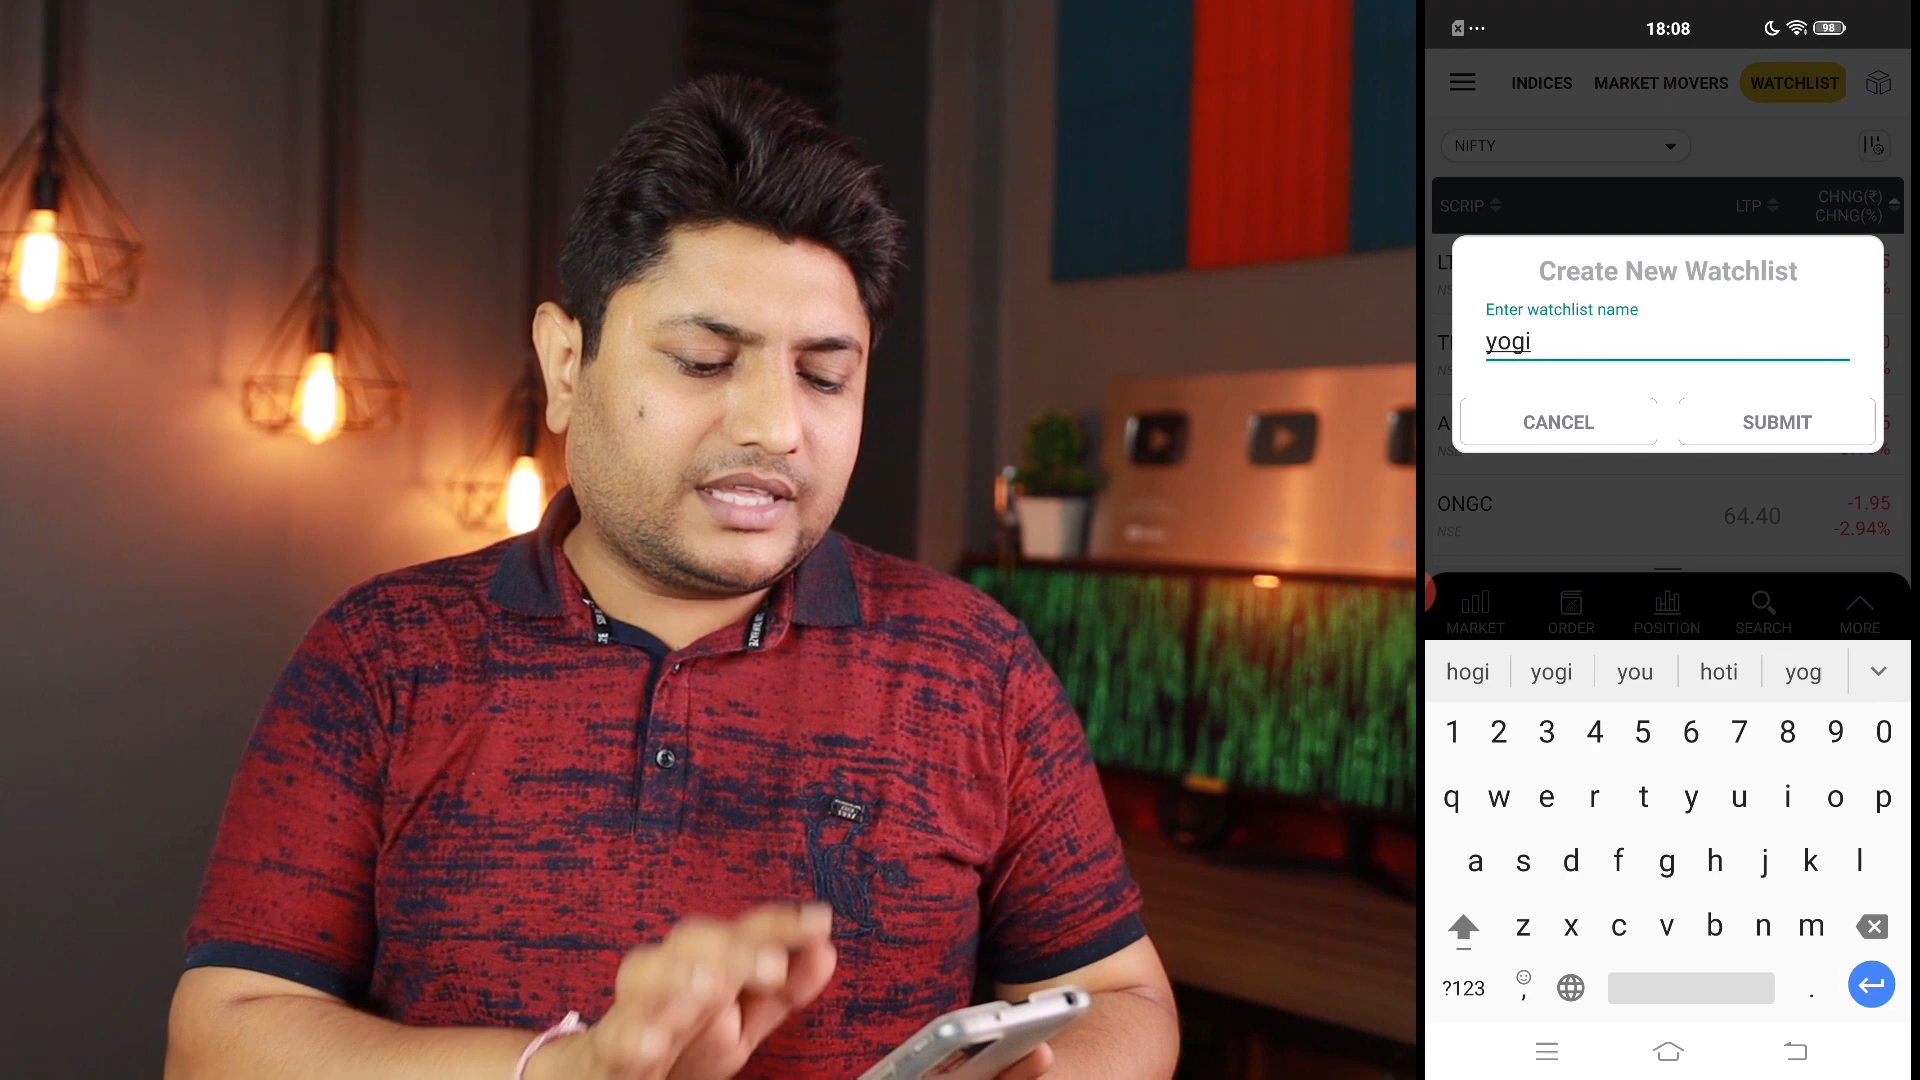 18:08
98
INDICES MARKET MOVERS WATCHLIST
NIFTY
SCRIP LTP CHNG(₹)
CHNG(%)
Create New Watchlist
Enter watchlist name
yogi
CANCEL SUBMIT
ONGC 64.40 -1.95
NSE -2.94%
MARKET ORDER POSITION SEARCH MORE
hogi yogi you hoti yog
1 2 3 4 5 6 7 8 9 0
q w e r t y u i o p
a s d f g h j k l
z x c v b n m
?123 , .